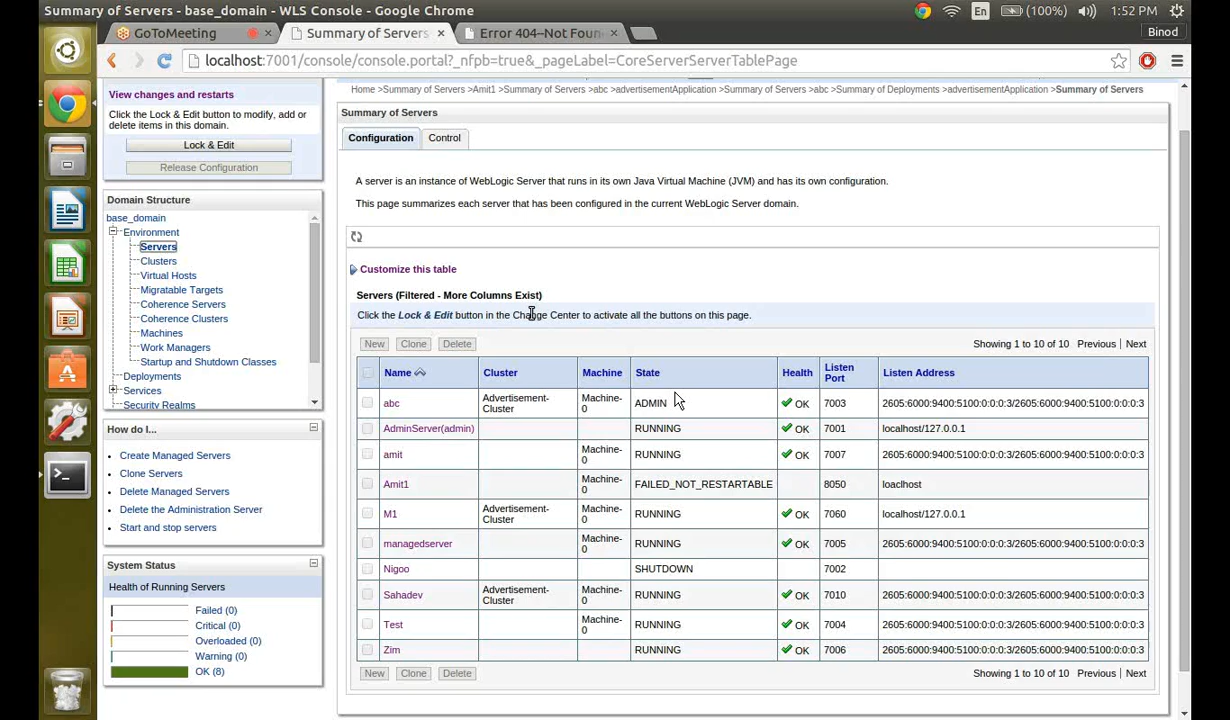 Summary of Servers - base_domain - WLS Console - Google Chrome
En
(100%)
1:52 PM
GoToMeeting
Summary of Servers
Error 404--Not Foun
Binod
localhost:7001/console/console.portal?_nfpb=true&_pageLabel=CoreServerServerTablePage
View changes and restarts
Click the Lock & Edit button to modify, add or
delete items in this domain.
Lock & Edit
Release Configuration
Domain Structure
base_domain
Environment
Servers
Clusters
Virtual Hosts
Migratable Targets
Coherence Servers
Coherence Clusters
Machines
Work Managers
Startup and Shutdown Classes
Deployments
Services
Security Realms
How do I...
Create Managed Servers
Clone Servers
Delete Managed Servers
Delete the Administration Server
Start and stop servers
System Status
Health of Running Servers
Failed (0)
Critical (0)
Overloaded (0)
Warning (0)
OK (8)
Home >Summary of Servers >Amit1 >Summary of Servers >abc >advertisementApplication >Summary of Servers >abc >Summary of Deployments >advertisementApplication >Summary of Servers
Summary of Servers
Configuration Control
A server is an instance of WebLogic Server that runs in its own Java Virtual Machine (JVM) and has its own configuration.
This page summarizes each server that has been configured in the current WebLogic Server domain.
Customize this table
Servers (Filtered - More Columns Exist)
Click the Lock & Edit button in the Change Center to activate all the buttons on this page.
New Clone Delete Showing 1 to 10 of 10 Previous | Next
Name Cluster Machine State Health Listen Port Listen Address
abc Advertisement-Cluster Machine-0 ADMIN OK 7003 2605:6000:9400:5100:0:0:0:3/2605:6000:9400:5100:0:0:0:3
AdminServer(admin) RUNNING OK 7001 localhost/127.0.0.1
amit Machine-0 RUNNING OK 7007 2605:6000:9400:5100:0:0:0:3/2605:6000:9400:5100:0:0:0:3
Amit1 Machine-0 FAILED_NOT_RESTARTABLE 8050 loaclhost
M1 Advertisement-Cluster Machine-0 RUNNING OK 7060 localhost/127.0.0.1
managedserver Machine-0 RUNNING OK 7005 2605:6000:9400:5100:0:0:0:3/2605:6000:9400:5100:0:0:0:3
Nigoo SHUTDOWN 7002
Sahadev Advertisement-Cluster Machine-0 RUNNING OK 7010 2605:6000:9400:5100:0:0:0:3/2605:6000:9400:5100:0:0:0:3
Test Machine-0 RUNNING OK 7004 2605:6000:9400:5100:0:0:0:3/2605:6000:9400:5100:0:0:0:3
Zim RUNNING OK 7006 2605:6000:9400:5100:0:0:0:3/2605:6000:9400:5100:0:0:0:3
New Clone Delete Showing 1 to 10 of 10 Previous | Next